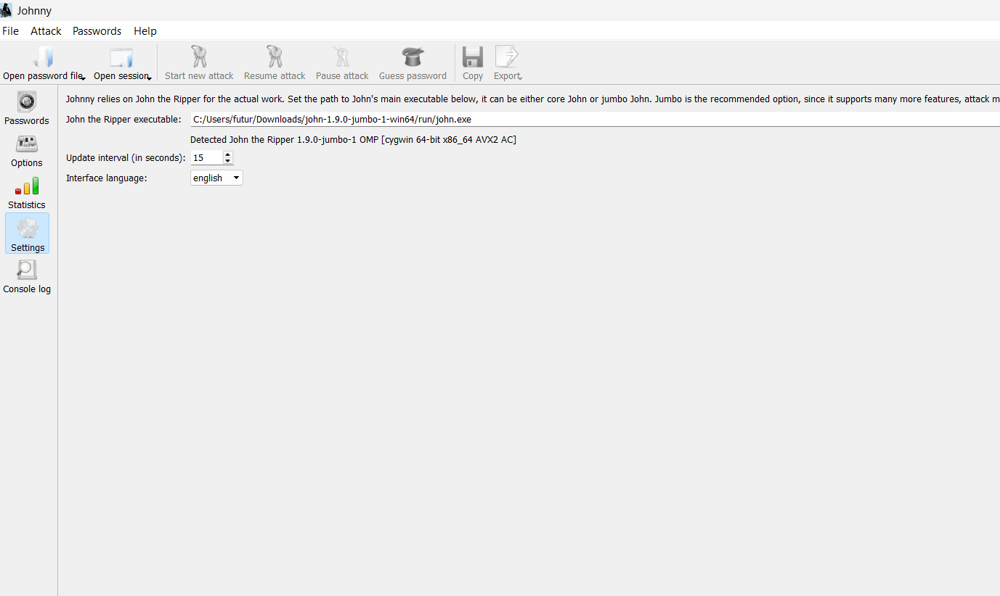 Johnny
File Attack Passwords Help
Open password file Open session Start new attack Resume attack Pause attack Guess password Copy Export
Passwords
Options
Statistics
Settings
Console log
Johnny relies on John the Ripper for the actual work. Set the path to John's main executable below, it can be either core John or jumbo John. Jumbo is the recommended option, since it supports many more features, attack m
John the Ripper executable: C:/Users/futur/Downloads/john-1.9.0-jumbo-1-win64/run/john.exe
Detected John the Ripper 1.9.0-jumbo-1 OMP [cygwin 64-bit x86_64 AVX2 AC]
Update interval (in seconds): 15
Interface language: english